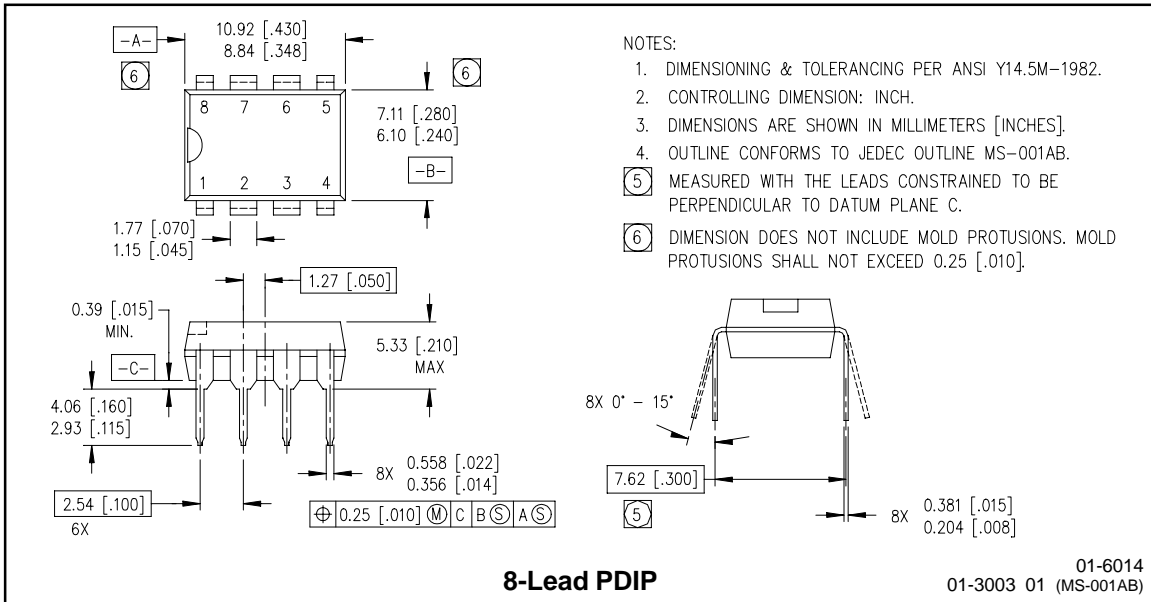 10.92 [.430]
8.84 [.348]
-A-
6
6
8 7 6 5
1 2 3 4
7.11 [.280]
6.10 [.240]
-B-
1.77 [.070]
1.15 [.045]
1.27 [.050]
0.39 [.015]
MIN.
5.33 [.210]
MAX
-C-
4.06 [.160]
2.93 [.115]
8X 0.558 [.022]
0.356 [.014]
2.54 [.100]
6X
⌖ 0.25 [.010] Ⓜ C B Ⓢ A Ⓢ
NOTES:
1. DIMENSIONING & TOLERANCING PER ANSI Y14.5M-1982.
2. CONTROLLING DIMENSION: INCH.
3. DIMENSIONS ARE SHOWN IN MILLIMETERS [INCHES].
4. OUTLINE CONFORMS TO JEDEC OUTLINE MS-001AB.
5 MEASURED WITH THE LEADS CONSTRAINED TO BE
PERPENDICULAR TO DATUM PLANE C.
6 DIMENSION DOES NOT INCLUDE MOLD PROTUSIONS. MOLD
PROTUSIONS SHALL NOT EXCEED 0.25 [.010].
8X 0° - 15°
7.62 [.300]
5
8X 0.381 [.015]
0.204 [.008]
8-Lead PDIP
01-6014
01-3003 01 (MS-001AB)